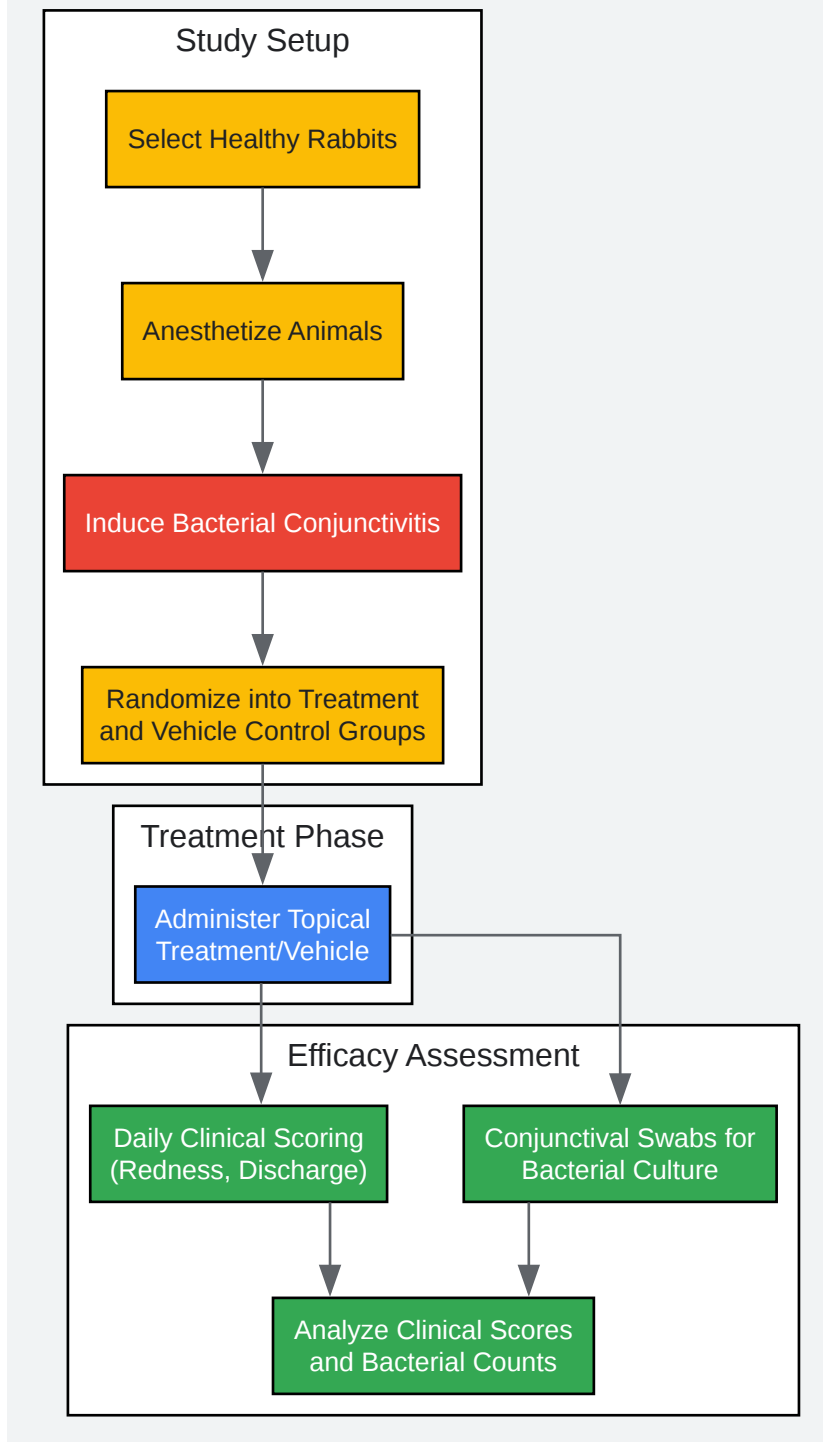 Study Setup
Select Healthy Rabbits
Anesthetize Animals
Induce Bacterial Conjunctivitis
Randomize into Treatment
and Vehicle Control Groups
Treatment Phase
Administer Topical
Treatment/Vehicle
Efficacy Assessment
Daily Clinical Scoring
(Redness, Discharge)
Conjunctival Swabs for
Bacterial Culture
Analyze Clinical Scores
and Bacterial Counts